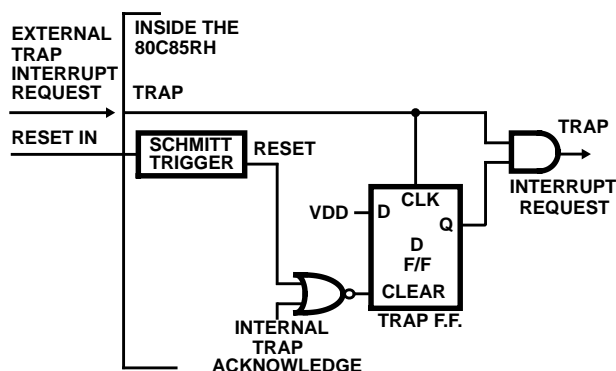 EXTERNAL
TRAP
INTERRUPT
REQUEST
INSIDE THE
80C85RH
TRAP
RESET IN
SCHMITT
TRIGGER
RESET
TRAP
INTERRUPT
REQUEST
CLK
VDD
D
Q
D
F/F
CLEAR
TRAP F.F.
INTERNAL
TRAP
ACKNOWLEDGE